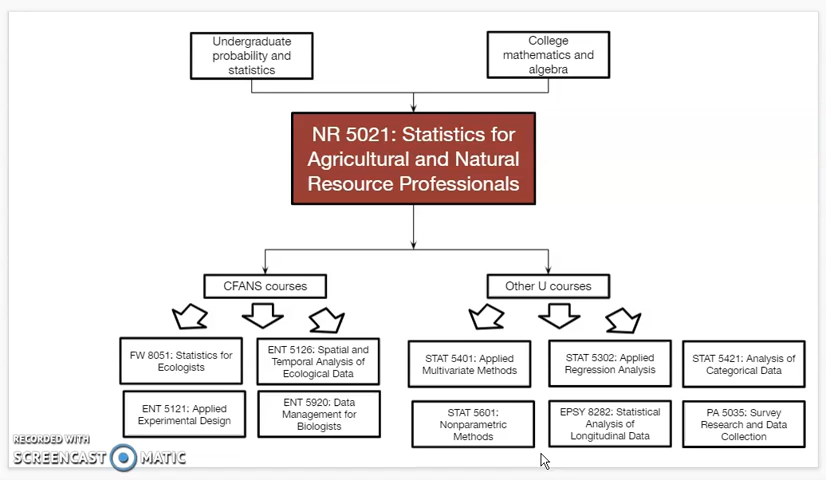 Undergraduate
probability and
statistics
College
mathematics and
algebra
NR 5021: Statistics for
Agricultural and Natural
Resource Professionals
CFANS courses
Other U courses
FW 8051: Statistics for
Ecologists
ENT 5126: Spatial and
Temporal Analysis of
Ecological Data
STAT 5401: Applied
Multivariate Methods
STAT 5302: Applied
Regression Analysis
STAT 5421: Analysis of
Categorical Data
ENT 5121: Applied
Experimental Design
ENT 5920: Data
Management for
Biologists
STAT 5601:
Nonparametric
Methods
EPSY 8282: Statistical
Analysis of
Longitudinal Data
PA 5035: Survey
Research and Data
Collection
RECORDED WITH
SCREENCAST MATIC